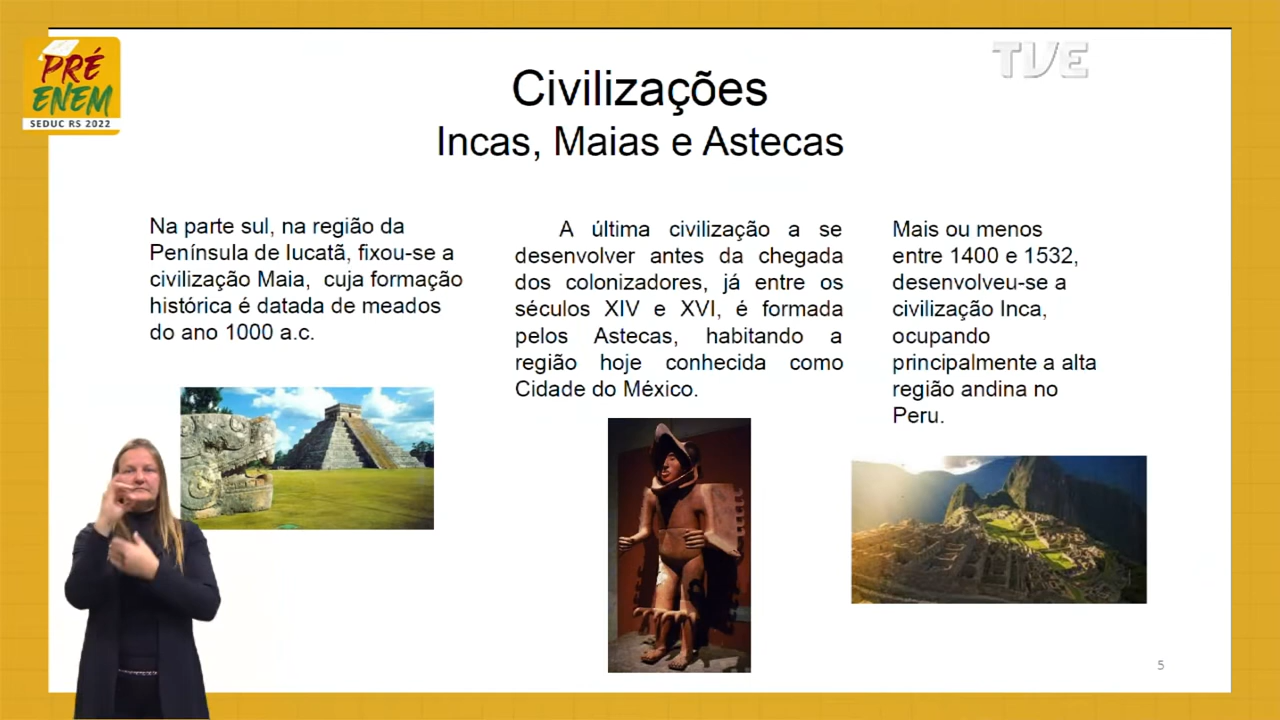 PRÉ
ENEM
SEDUC RS 2022
TVE
Civilizações
Incas, Maias e Astecas
Na parte sul, na região da
Península de Iucatã, fixou-se a
civilização Maia, cuja formação
histórica é datada de meados
do ano 1000 a.c.
A última civilização a se
desenvolver antes da chegada
dos colonizadores, já entre os
séculos XIV e XVI, é formada
pelos Astecas, habitando a
região hoje conhecida como
Cidade do México.
Mais ou menos
entre 1400 e 1532,
desenvolveu-se a
civilização Inca,
ocupando
principalmente a alta
região andina no
Peru.
5